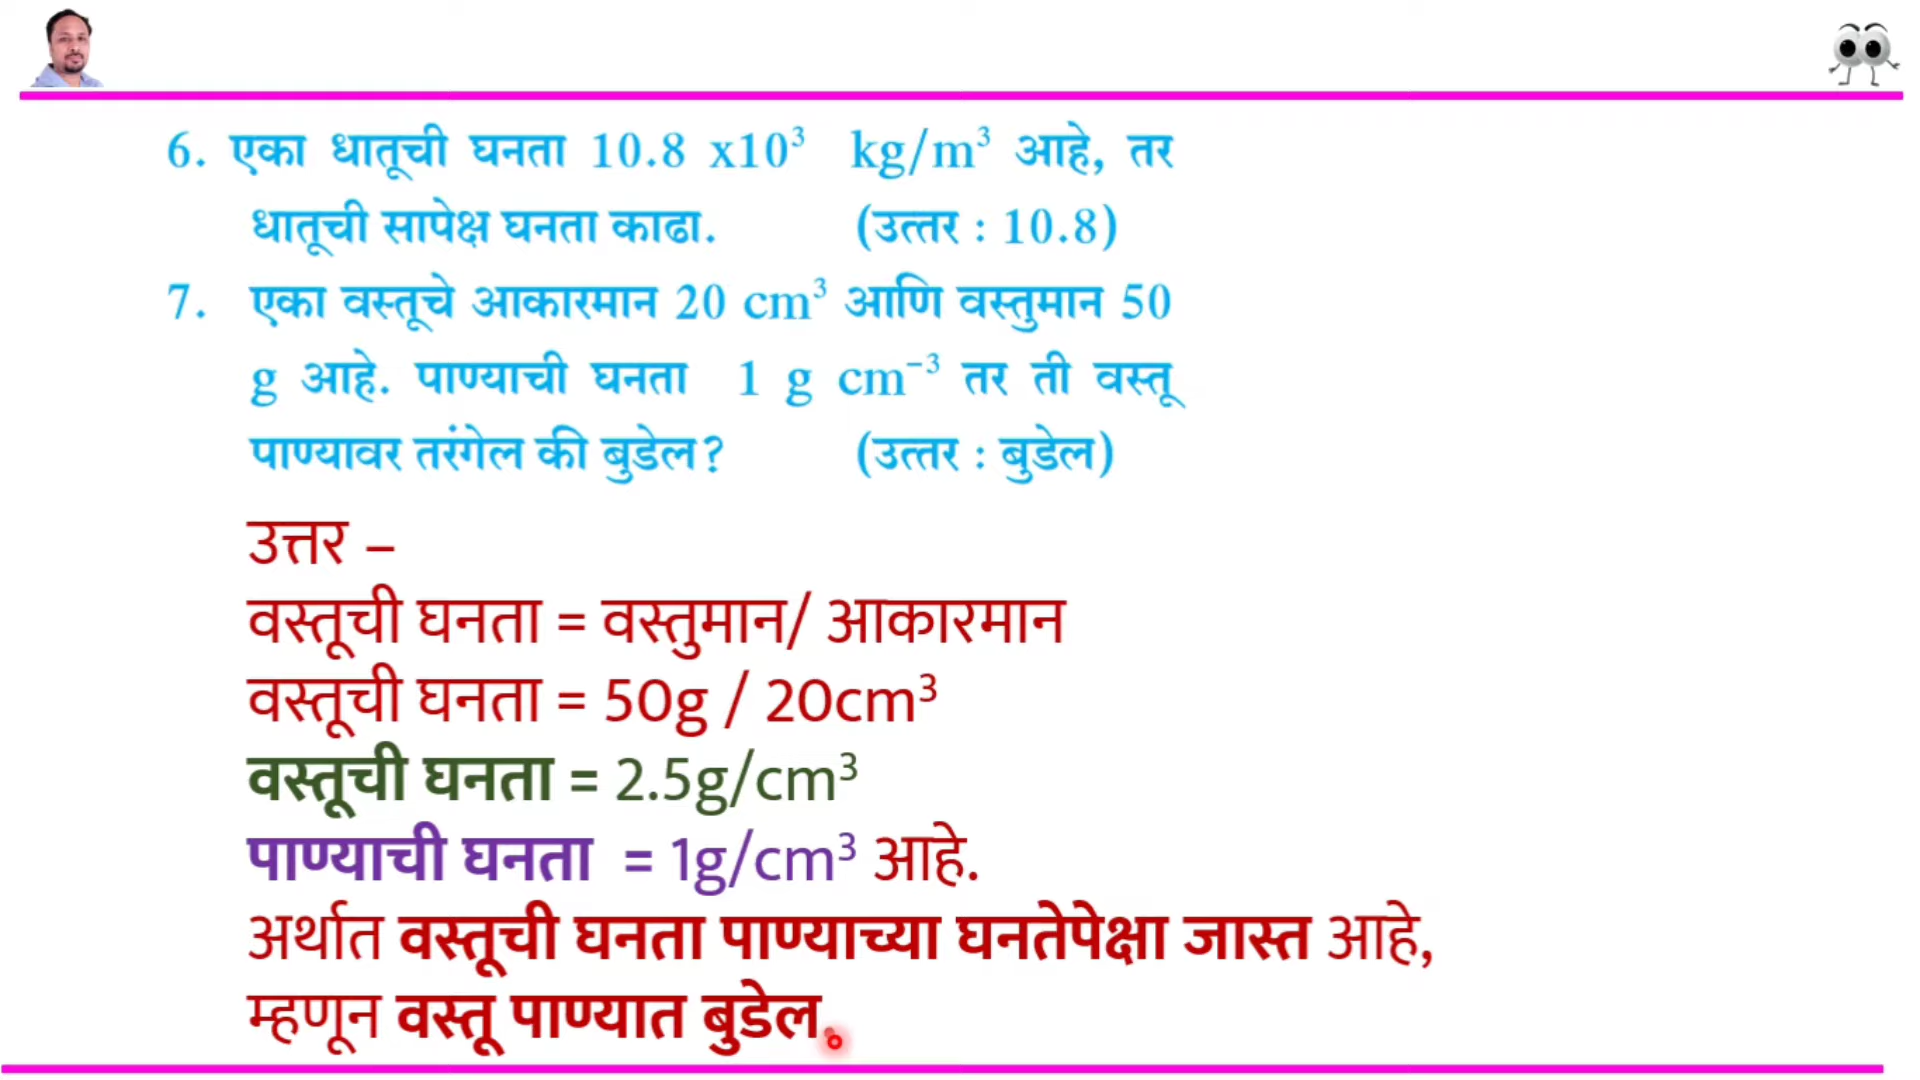 6. एका धातूची घनता 10.8 x10³ kg/m³ आहे, तर
धातूची सापेक्ष घनता काढा. (उत्तर : 10.8)
7. एका वस्तूचे आकारमान 20 cm³ आणि वस्तुमान 50
g आहे. पाण्याची घनता 1 g cm⁻³ तर ती वस्तू
पाण्यावर तरंगेल की बुडेल? (उत्तर : बुडेल)
उत्तर –
वस्तूची घनता = वस्तुमान/ आकारमान
वस्तूची घनता = 50g / 20cm³
वस्तूची घनता = 2.5g/cm³
पाण्याची घनता = 1g/cm³ आहे.
अर्थात वस्तूची घनता पाण्याच्या घनतेपेक्षा जास्त आहे,
म्हणून वस्तू पाण्यात बुडेल.